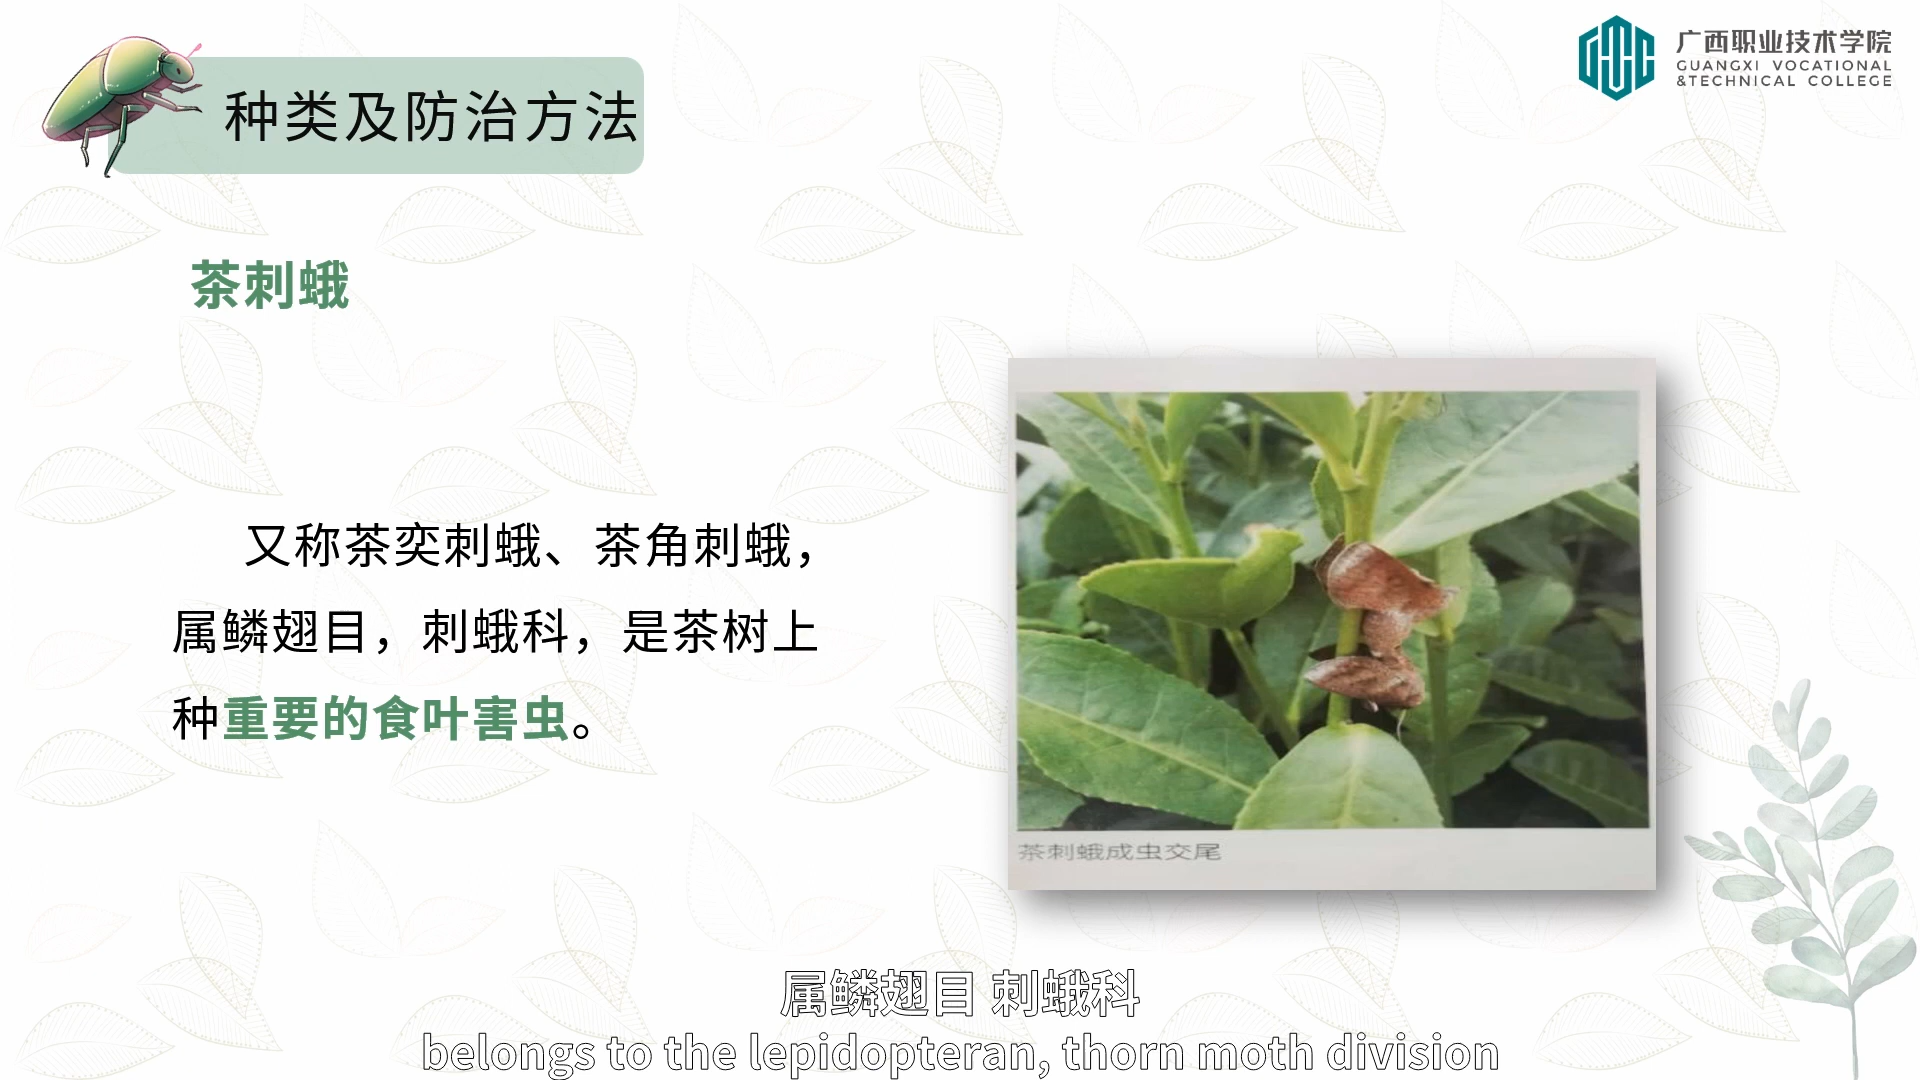 种类及防治方法
广西职业技术学院
GUANGXI VOCATIONAL
&TECHNICAL COLLEGE
茶刺蛾
又称茶奕刺蛾、茶角刺蛾，
属鳞翅目，刺蛾科，是茶树上
种重要的食叶害虫。
茶刺蛾成虫交尾
属鳞翅目 刺蛾科
belongs to the lepidopteran, thorn moth division